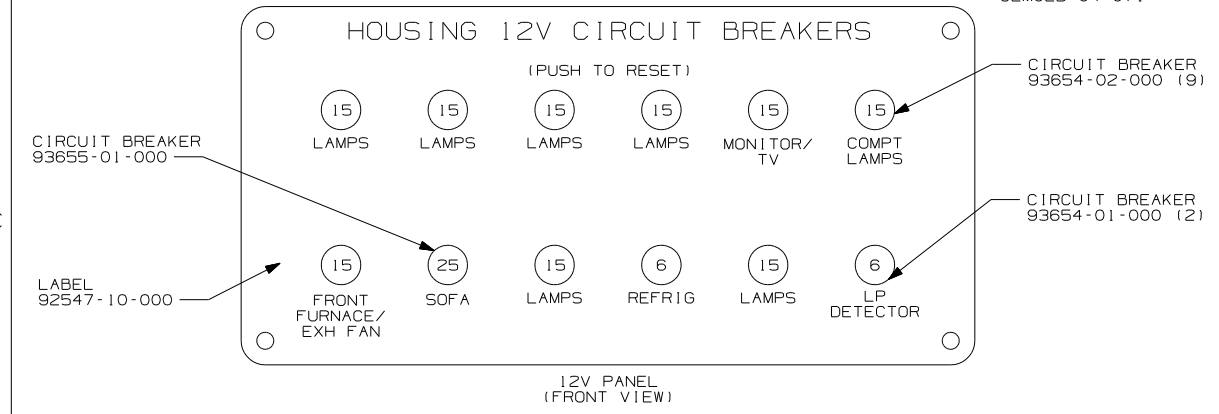 HOUSING 12V CIRCUIT BREAKERS
(PUSH TO RESET)
CIRCUIT BREAKER
93654-02-000 (9)
15 15 15 15 15 15
LAMPS LAMPS LAMPS LAMPS MONITOR/
TV COMPT
LAMPS
CIRCUIT BREAKER
93655-01-000
CIRCUIT BREAKER
93654-01-000 (2)
15 25 15 6 15 6
FRONT
FURNACE/
EXH FAN
SOFA LAMPS REFRIG LAMPS LP
DETECTOR
LABEL
92547-10-000
12V PANEL
(FRONT VIEW)